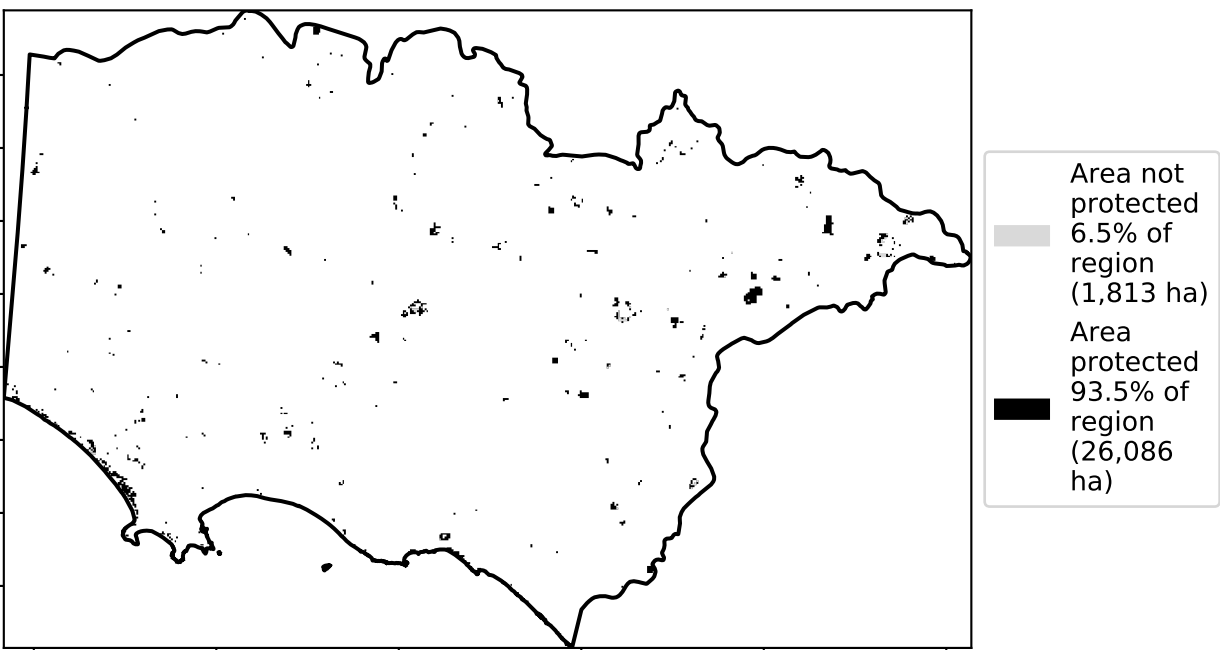 Area not
protected
6.5% of
region
(1,813 ha)
Area
protected
93.5% of
region
(26,086
ha)